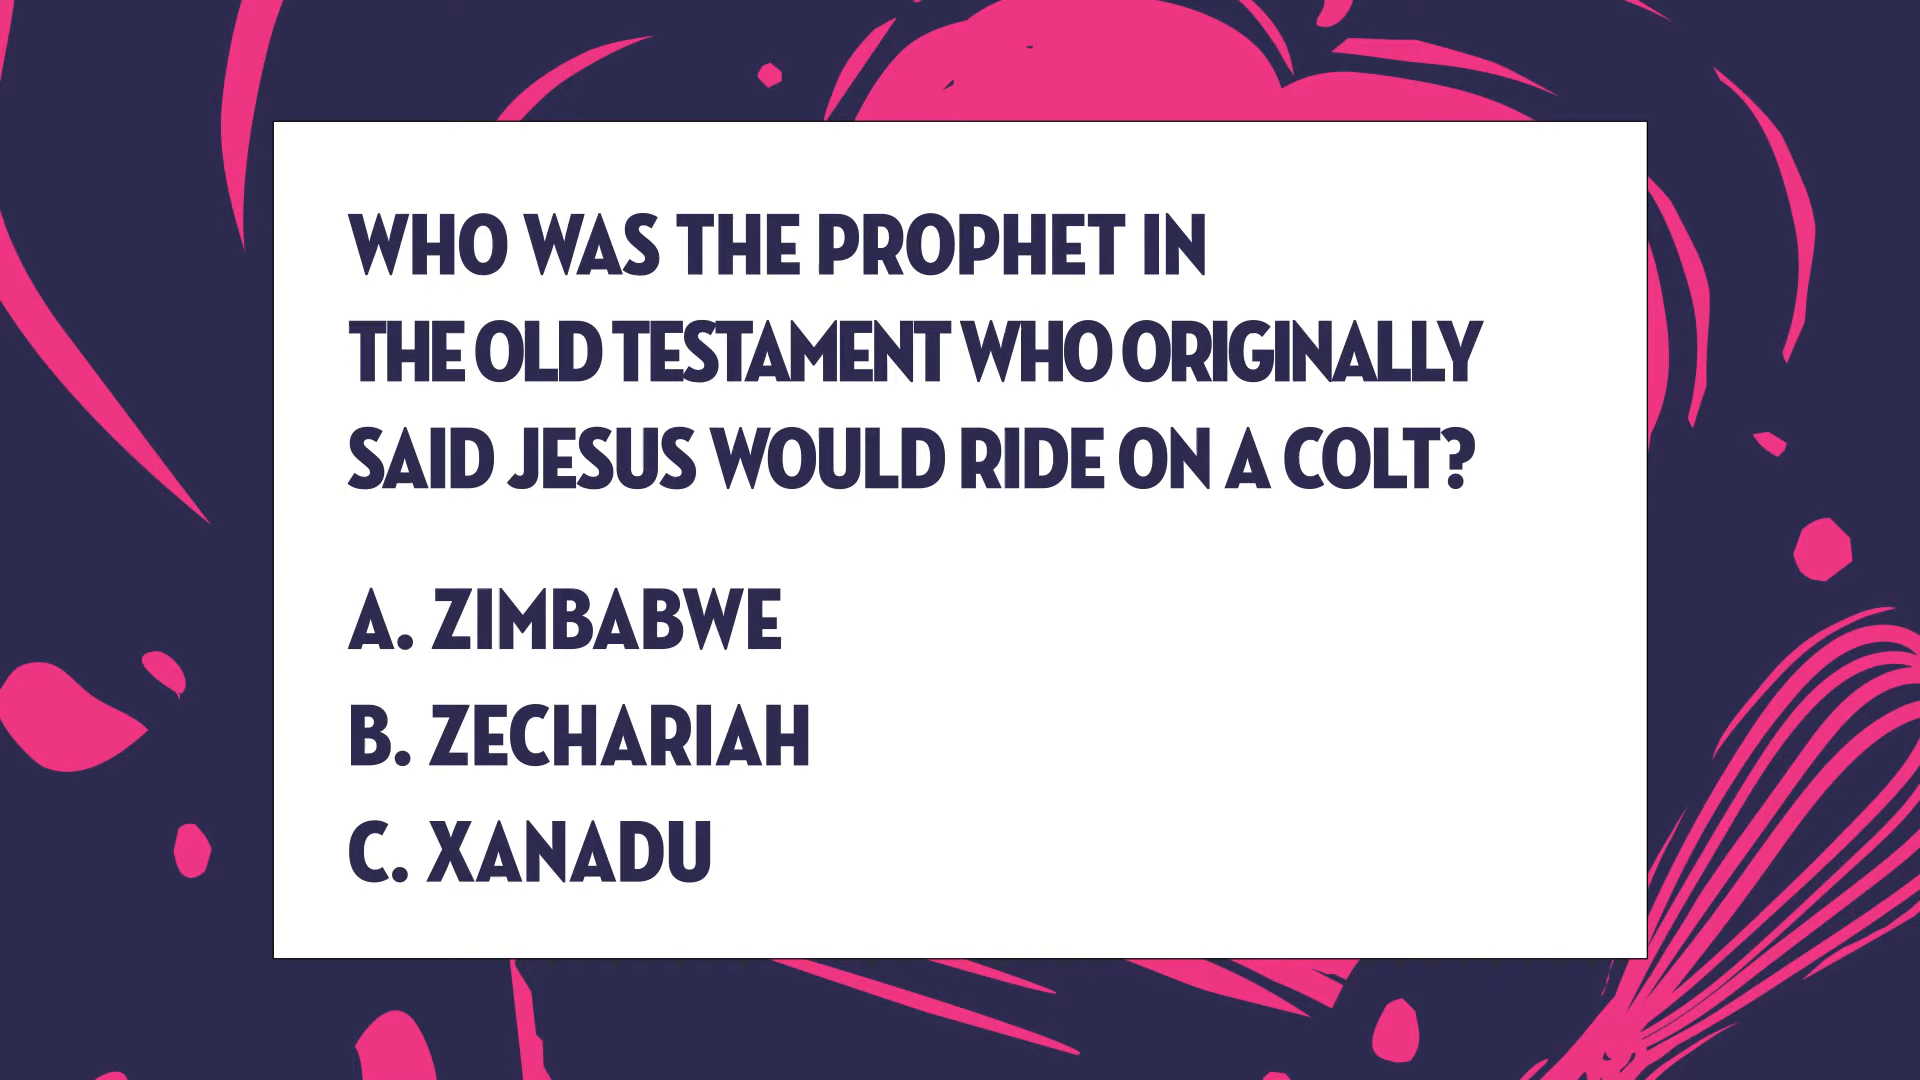 WHO WAS THE PROPHET IN
THE OLD TESTAMENT WHO ORIGINALLY
SAID JESUS WOULD RIDE ON A COLT?
A. ZIMBABWE
B. ZECHARIAH
C. XANADU